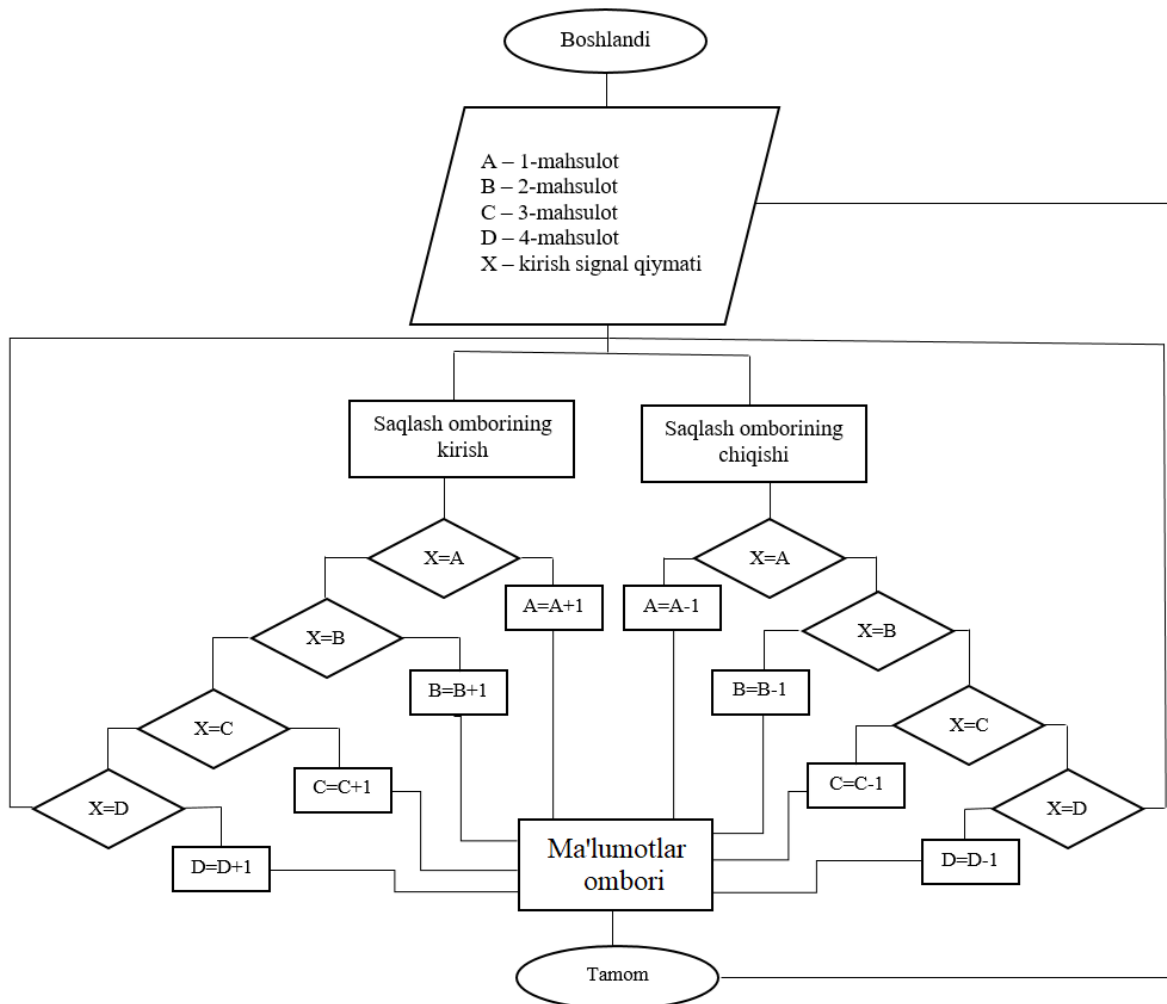 Boshlandi
A – 1-mahsulot
B – 2-mahsulot
C – 3-mahsulot
D – 4-mahsulot
X – kirish signal qiymati
Saqlash omborining
kirish
Saqlash omborining
chiqishi
X=A
X=A
A=A+1
A=A-1
X=B
X=B
B=B+1
B=B-1
X=C
X=C
C=C+1
C=C-1
X=D
X=D
D=D+1
D=D-1
Ma'lumotlar
ombori
Tamom